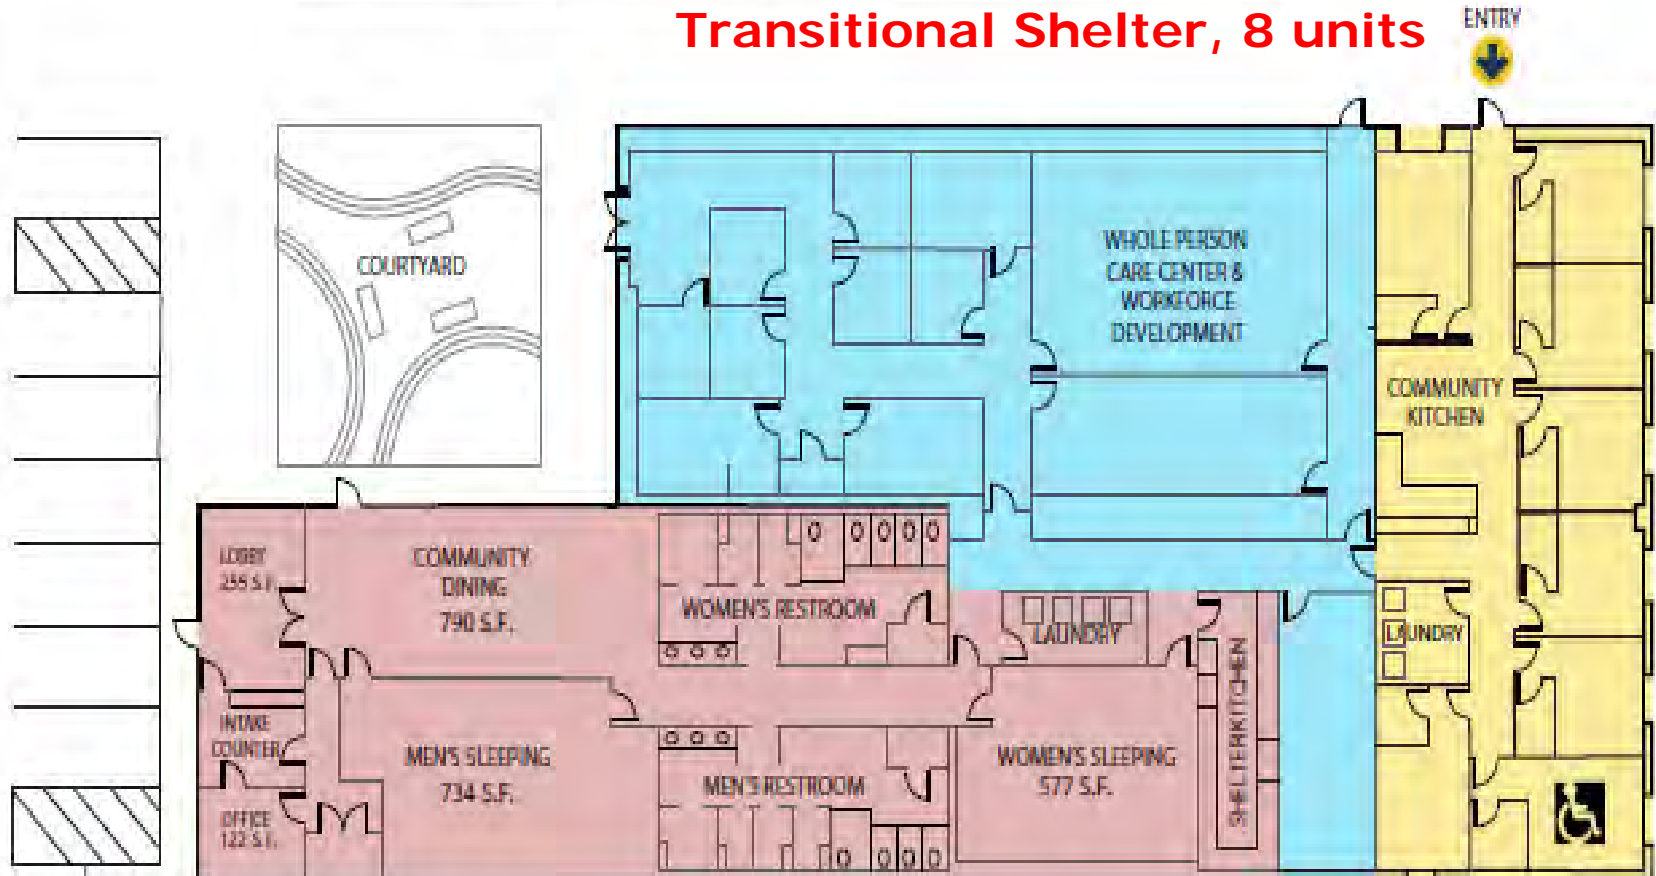 Transitional Shelter, 8 units
ENTRY
COURTYARD
WHOLE PERSON
CARE CENTER &
WORKFORCE
DEVELOPMENT
COMMUNITY
KITCHEN
LOBBY
255 S.F.
COMMUNITY
DINING
790 S.F.
WOMEN'S RESTROOM
LAUNDRY
LAUNDRY
SHELTER KITCHEN
INTAKE
COUNTER
MEN'S SLEEPING
734 S.F.
MEN'S RESTROOM
WOMEN'S SLEEPING
577 S.F.
OFFICE
122 S.F.